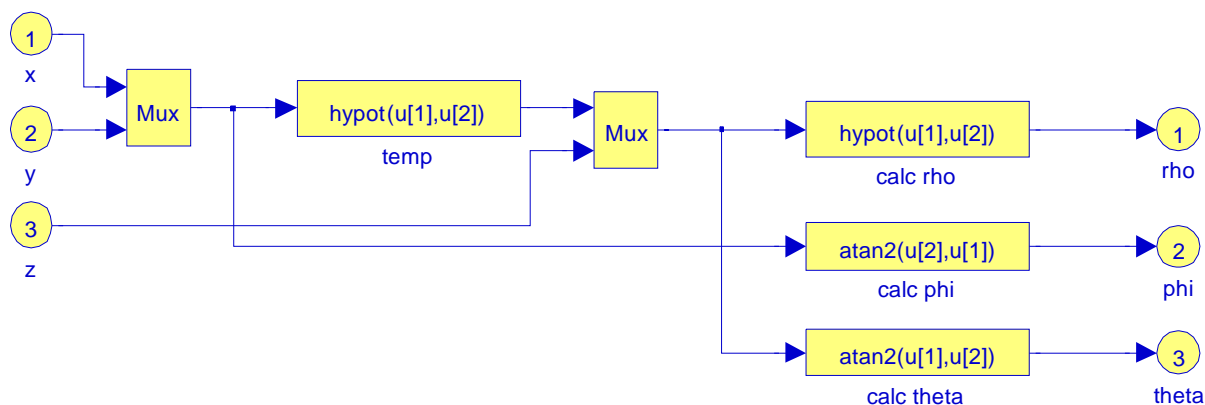 1
x
2
y
3
z
Mux
hypot(u[1],u[2])
temp
Mux
hypot(u[1],u[2])
calc rho
1
rho
atan2(u[2],u[1])
calc phi
2
phi
atan2(u[1],u[2])
calc theta
3
theta